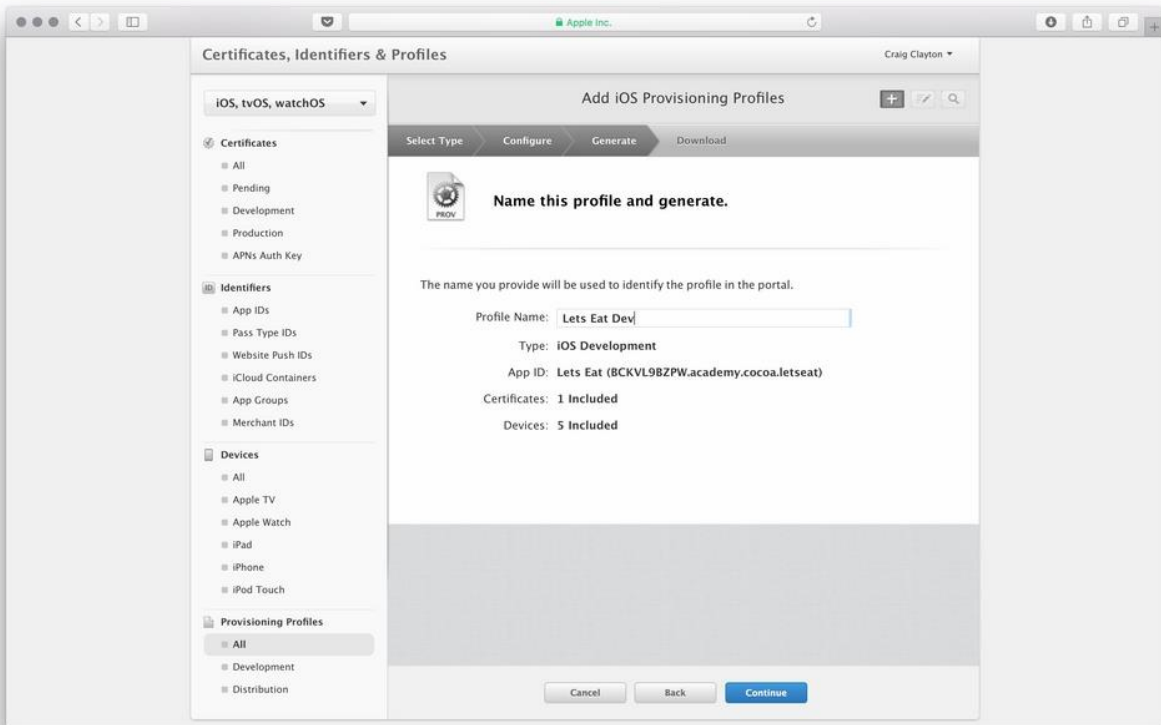 Apple Inc.
Certificates, Identifiers & Profiles
Craig Clayton
iOS, tvOS, watchOS
Certificates
All
Pending
Development
Production
APNs Auth Key
ID Identifiers
App IDs
Pass Type IDs
Website Push IDs
iCloud Containers
App Groups
Merchant IDs
Devices
All
Apple TV
Apple Watch
iPad
iPhone
iPod Touch
Provisioning Profiles
All
Development
Distribution
Add iOS Provisioning Profiles
Select Type Configure Generate Download
PROV
Name this profile and generate.
The name you provide will be used to identify the profile in the portal.
Profile Name: Lets Eat Dev
Type: iOS Development
App ID: Lets Eat (BCKVL9BZPW.academy.cocoa.letseat)
Certificates: 1 Included
Devices: 5 Included
Cancel Back Continue